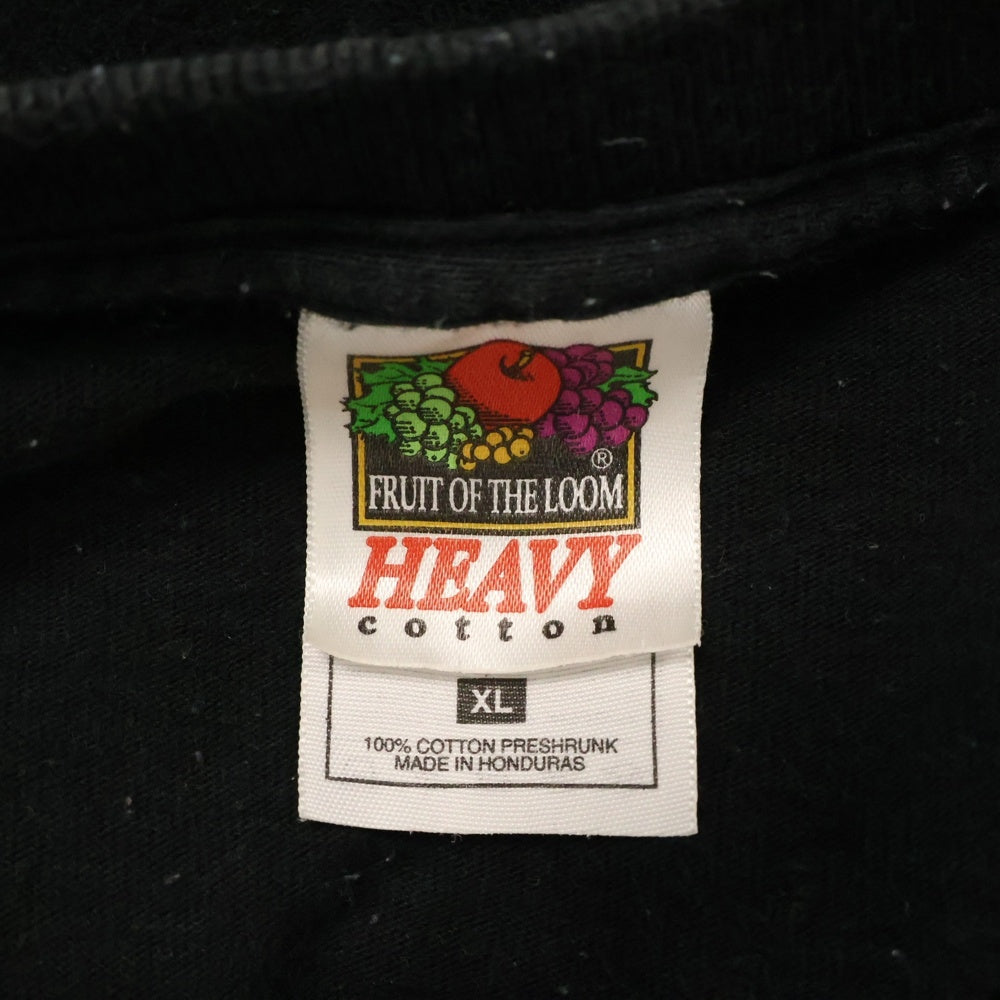 ®
FRUIT OF THE LOOM
HEAVY
cotton
XL
100% COTTON PRESHRUNK
MADE IN HONDURAS